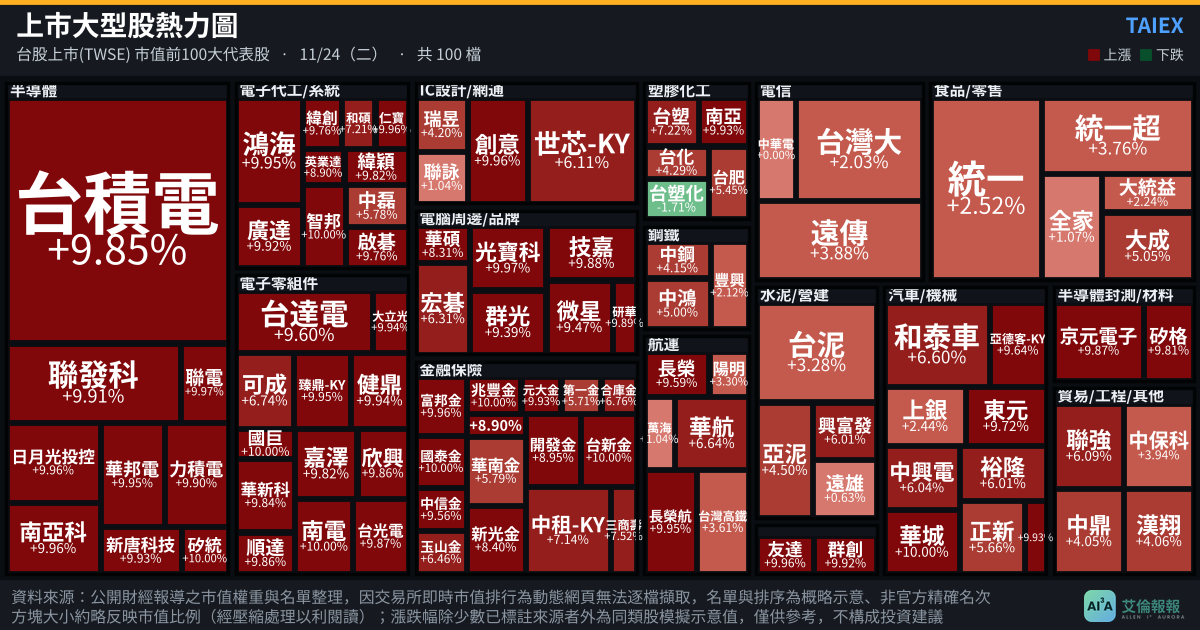 上市大型股熱力圖
TAIEX
台股上市(TWSE) 市值前100大代表股 · 11/24（二） · 共 100 檔
上漲 下跌
半導體
台積電
+9.85%
聯發科
+9.91%
聯電
+9.97%
日月光投控
+9.96%
華邦電
+9.95%
力積電
+9.90%
南亞科
+9.96%
新唐科技
+9.93%
矽統
+10.00%
電子代工/系統
鴻海
+9.95%
緯創
+9.76%
和碩
+7.21%
仁寶
+9.96%
英業達
+8.90%
緯穎
+9.82%
廣達
+9.92%
智邦
+10.00%
中磊
+5.78%
啟碁
+9.76%
電子零組件
台達電
+9.60%
大立光
+9.94%
可成
+6.74%
臻鼎-KY
+9.95%
健鼎
+9.94%
國巨
+10.00%
嘉澤
+9.82%
欣興
+9.86%
華新科
+9.84%
順達
+9.86%
南電
+10.00%
台光電
+9.87%
IC設計/網通
瑞昱
+4.20%
創意
+9.96%
世芯-KY
+6.11%
聯詠
+1.04%
電腦周邊/品牌
華碩
+8.31%
光寶科
+9.97%
技嘉
+9.88%
宏碁
+6.31%
群光
+9.39%
微星
+9.47%
研華
+9.89%
金融保險
富邦金
+9.96%
兆豐金
+10.00%
元大金
+9.93%
第一金
+5.71%
合庫金
+6.76%
+8.90%
國泰金
+10.00%
華南金
+5.79%
開發金
+8.95%
台新金
+10.00%
中信金
+9.56%
玉山金
+6.46%
新光金
+8.40%
中租-KY
+7.14%
三商壽
+7.52%
塑膠化工
台塑
+7.22%
南亞
+9.93%
台化
+4.29%
台肥
+5.45%
台塑化
-1.71%
鋼鐵
中鋼
+4.15%
豐興
+2.12%
中鴻
+5.00%
航運
長榮
+9.59%
陽明
+3.30%
萬海
+1.04%
華航
+6.64%
長榮航
+9.95%
台灣高鐵
+3.61%
電信
中華電
+0.00%
台灣大
+2.03%
遠傳
+3.88%
水泥/營建
台泥
+3.28%
亞泥
+4.50%
興富發
+6.01%
遠雄
+0.63%
友達
+9.96%
群創
+9.92%
食品/零售
統一
+2.52%
統一超
+3.76%
全家
+1.07%
大統益
+2.24%
大成
+5.05%
汽車/機械
和泰車
+6.60%
亞德客-KY
+9.64%
上銀
+2.44%
東元
+9.72%
中興電
+6.04%
裕隆
+6.01%
華城
+10.00%
正新
+5.66%
+9.93%
半導體封測/材料
京元電子
+9.87%
矽格
+9.81%
貿易/工程/其他
聯強
+6.09%
中保科
+3.94%
中鼎
+4.05%
漢翔
+4.06%
資料來源：公開財經報導之市值權重與名單整理，因交易所即時市值排行為動態網頁無法逐檔擷取，名單與排序為概略示意、非官方精確名次
方塊大小約略反映市值比例（經壓縮處理以利閱讀）；漲跌幅除少數已標註來源者外為同類股模擬示意值，僅供參考，不構成投資建議
AI³A 艾倫報報
ALLEN I* AURORA